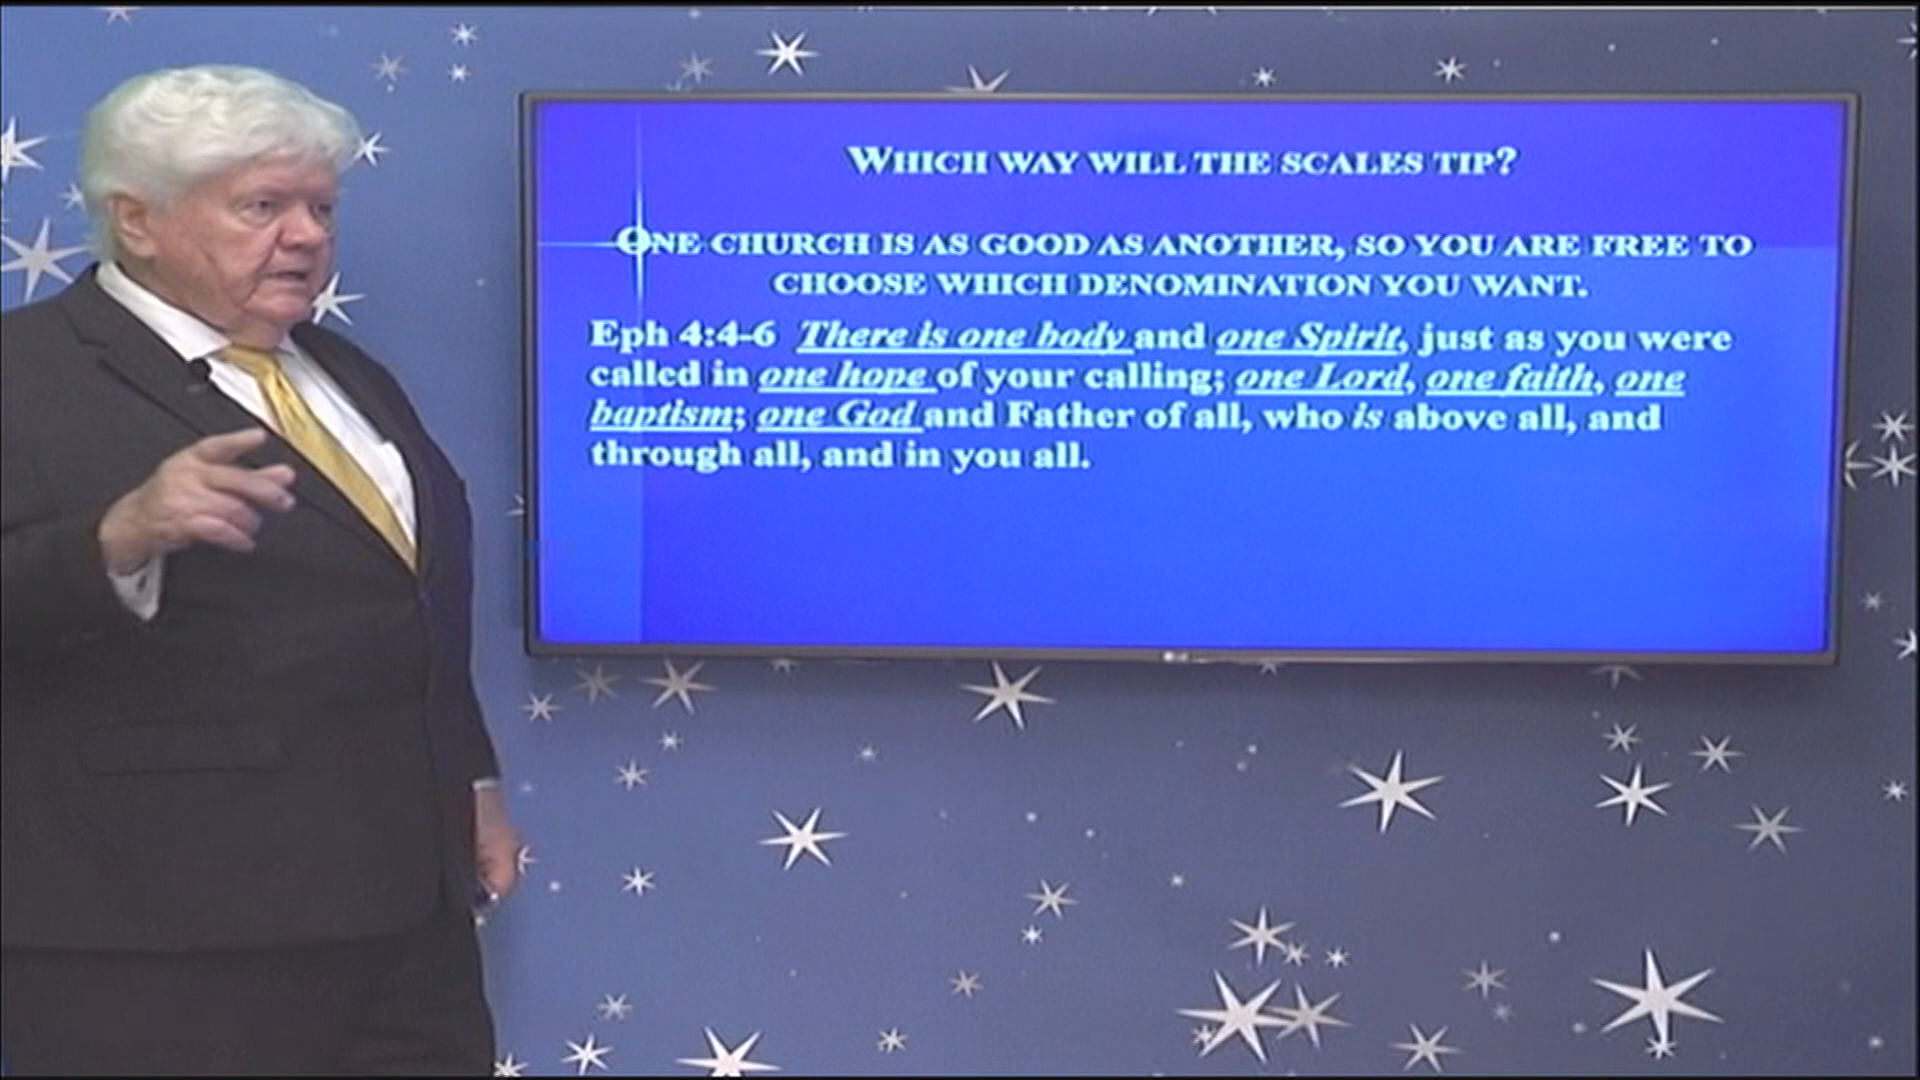 WHICH WAY WILL THE SCALES TIP?
ONE CHURCH IS AS GOOD AS ANOTHER, SO YOU ARE FREE TO
CHOOSE WHICH DENOMINATION YOU WANT.
Eph 4:4-6 There is one body and one Spirit, just as you were
called in one hope of your calling; one Lord, one faith, one
baptism; one God and Father of all, who is above all, and
through all, and in you all.